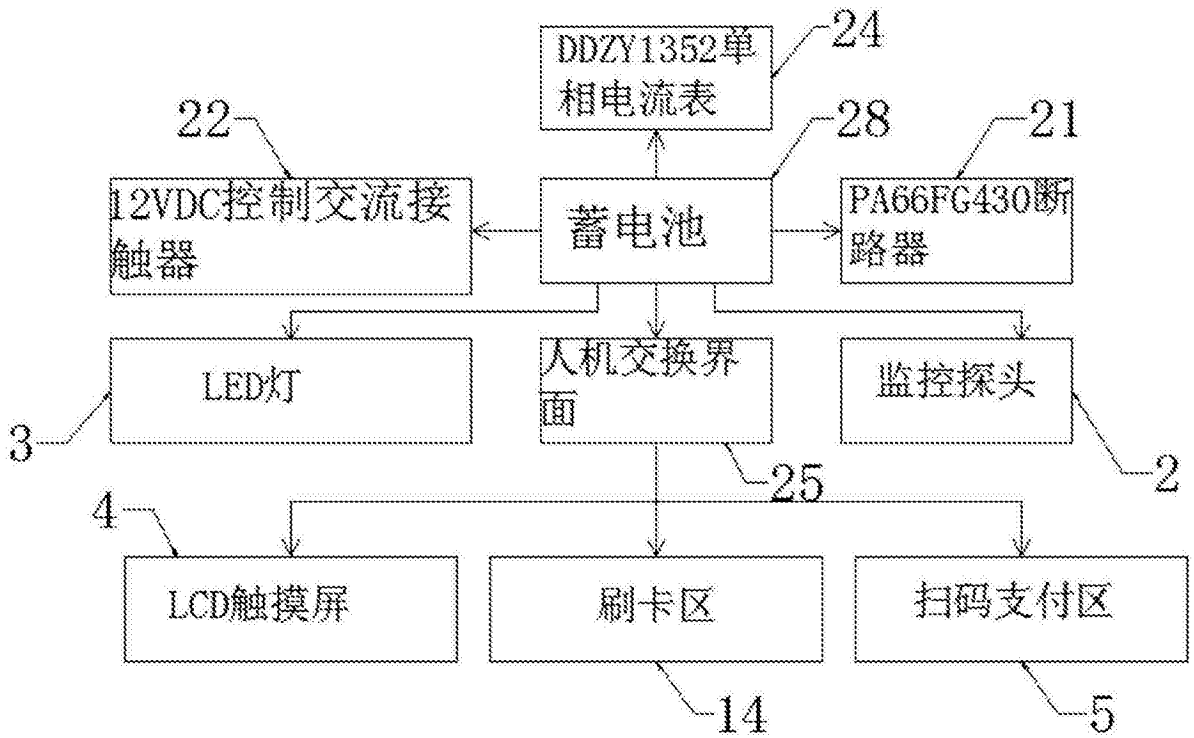 DDZY1352单
相电流表
24
22
28
21
12VDC控制交流接
触器
蓄电池
PA66FG430断
路器
LED灯
人机交换界
面
监控探头
3
25
2
4
LCD触摸屏
刷卡区
扫码支付区
14
5